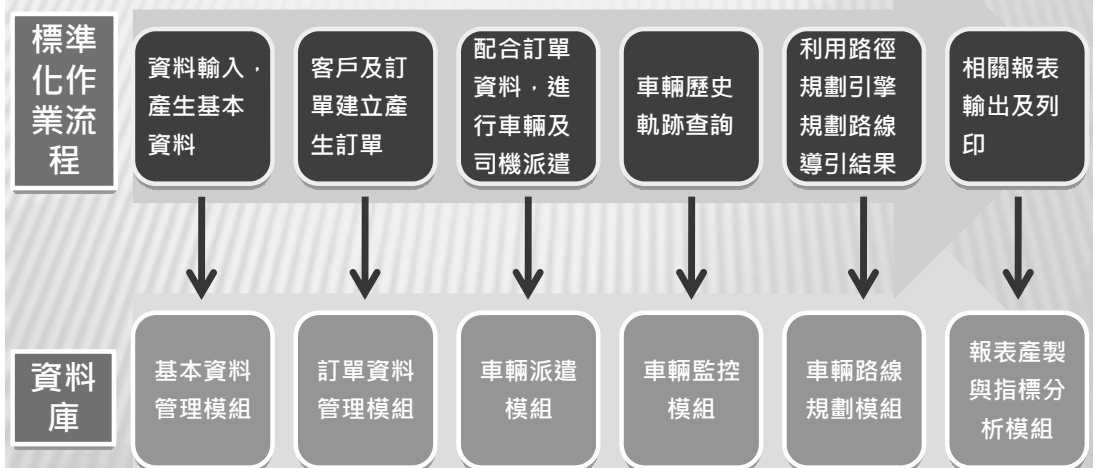 標準
化作
業流
程
資料輸入，
產生基本
資料
客戶及訂
單建立產
生訂單
配合訂單
資料，進
行車輛及
司機派遣
車輛歷史
軌跡查詢
利用路徑
規劃引擎
規劃路線
導引結果
相關報表
輸出及列
印
資料
庫
基本資料
管理模組
訂單資料
管理模組
車輛派遣
模組
車輛監控
模組
車輛路線
規劃模組
報表產製
與指標分
析模組